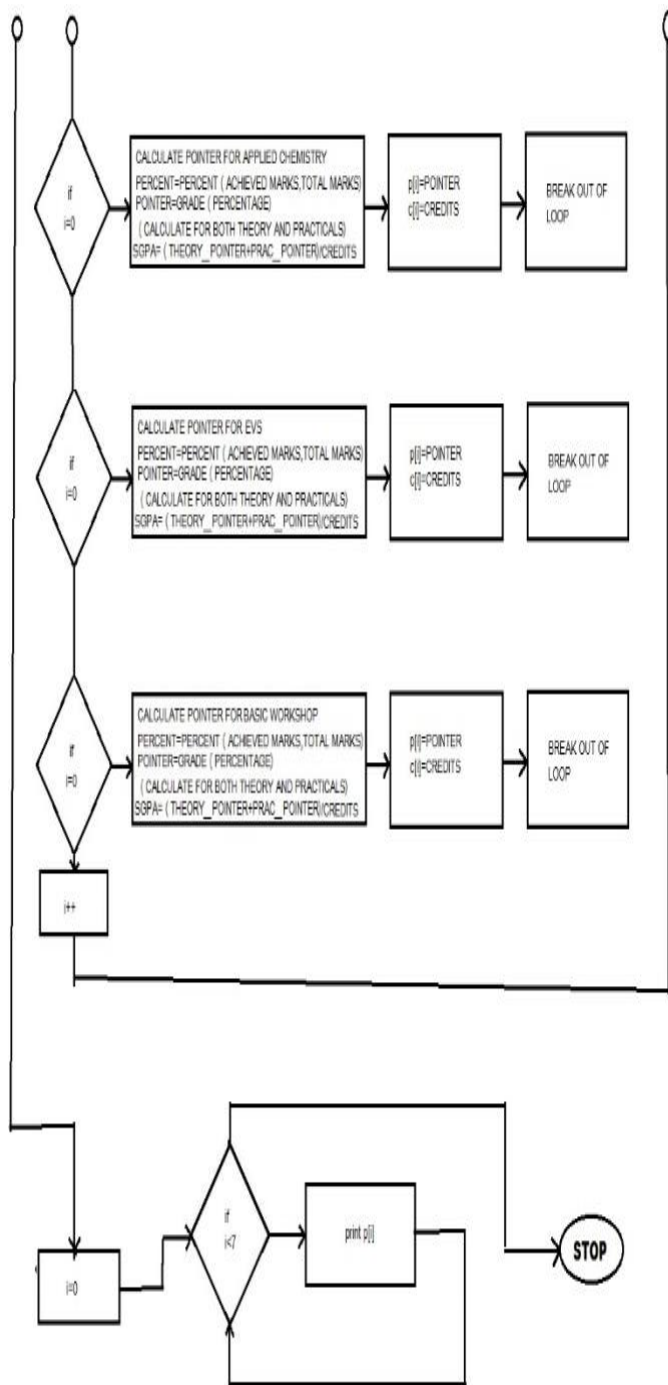 if
i=0
CALCULATE POINTER FOR APPLIED CHEMISTRY
PERCENT=PERCENT ( ACHIEVED MARKS,TOTAL MARKS)
POINTER=GRADE ( PERCENTAGE)
( CALCULATE FOR BOTH THEORY AND PRACTICALS)
SGPA= ( THEORY_POINTER+PRAC_POINTER)/CREDITS
p[i]=POINTER
c[i]=CREDITS
BREAK OUT OF
LOOP
if
i=0
CALCULATE POINTER FOR EVS
PERCENT=PERCENT ( ACHIEVED MARKS,TOTAL MARKS)
POINTER=GRADE ( PERCENTAGE)
( CALCULATE FOR BOTH THEORY AND PRACTICALS)
SGPA= ( THEORY_POINTER+PRAC_POINTER)/CREDITS
p[i]=POINTER
c[i]=CREDITS
BREAK OUT OF
LOOP
if
i=0
CALCULATE POINTER FOR BASIC WORKSHOP
PERCENT=PERCENT ( ACHIEVED MARKS,TOTAL MARKS)
POINTER=GRADE ( PERCENTAGE)
( CALCULATE FOR BOTH THEORY AND PRACTICALS)
SGPA= ( THEORY_POINTER+PRAC_POINTER)/CREDITS
p[i]=POINTER
c[i]=CREDITS
BREAK OUT OF
LOOP
i++
i=0
if
i<7
print p[i]
STOP